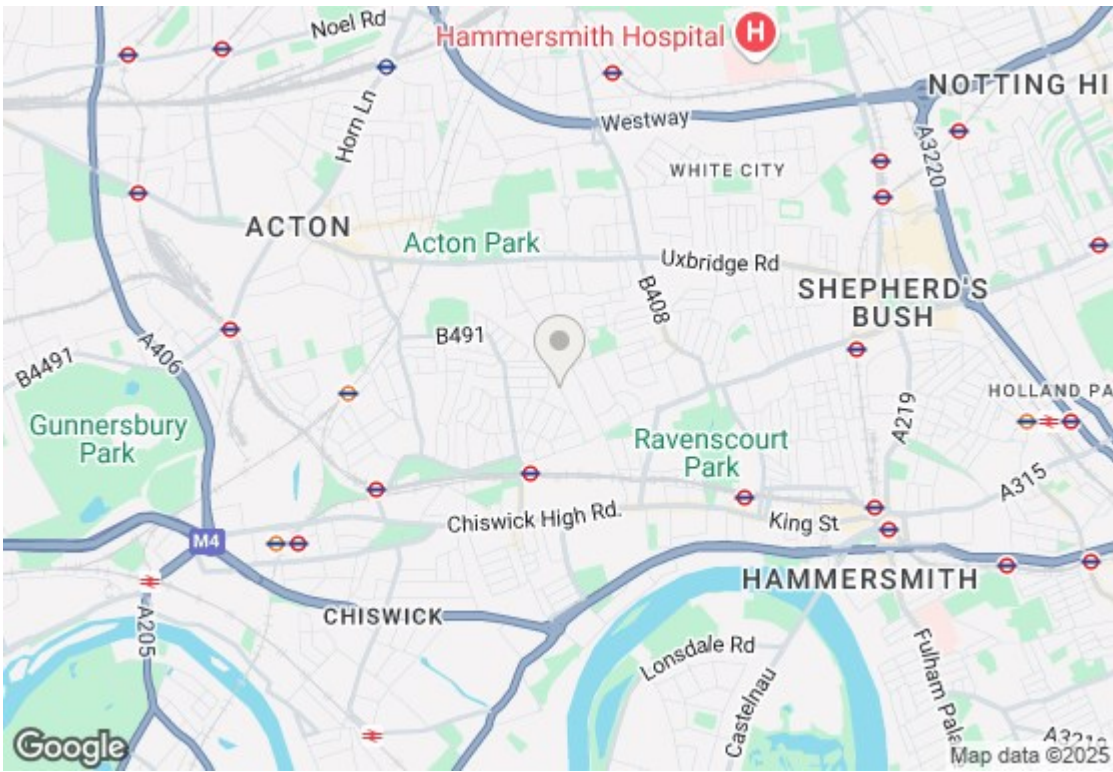 Noel Rd
Hammersmith Hospital
H
NOTTING HI
Horn Ln
Westway
A3220
WHITE CITY
ACTON
Acton Park
Uxbridge Rd
B408
SHEPHERD'S
BUSH
B491
A406
B4491
HOLLAND PA
A219
Gunnersbury
Park
Ravenscourt
Park
A315
Chiswick High Rd.
King St
M4
HAMMERSMITH
A205
CHISWICK
Lonsdale Rd
Castelnau
Fulham Pala
A3219
Google
Map data ©2025